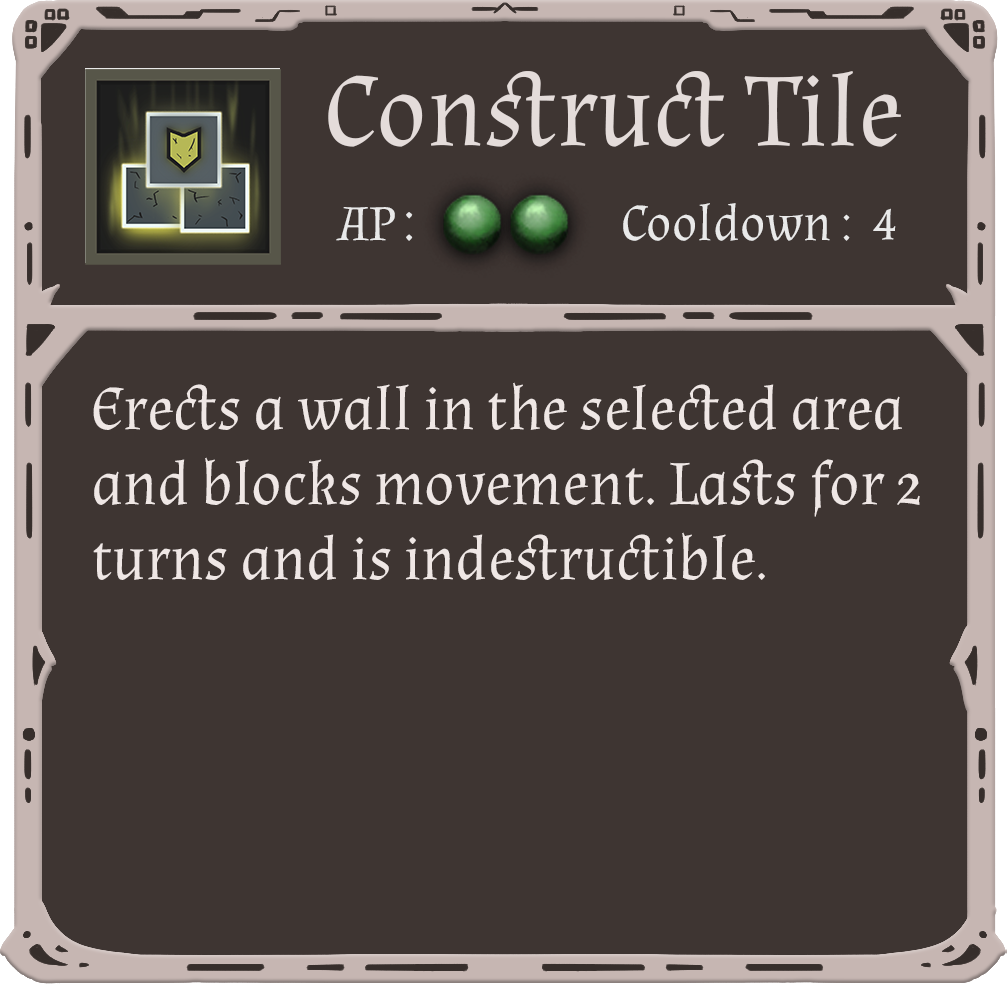 Construct Tile
AP: Cooldown: 4
Erects a wall in the selected area
and blocks movement. Lasts for 2
turns and is indestructible.